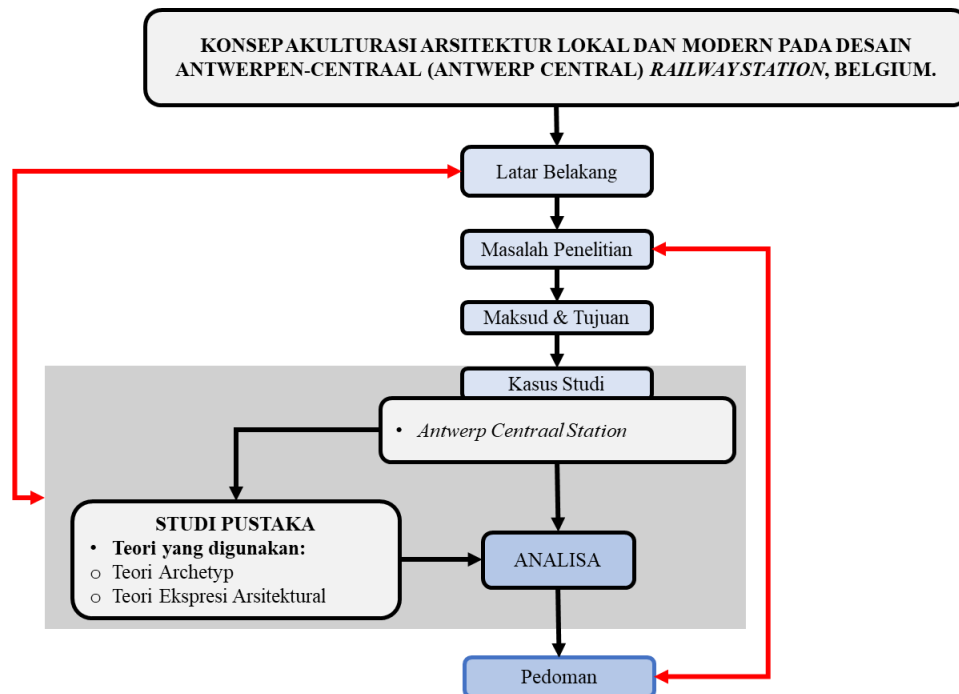 KONSEP AKULTURASI ARSITEKTUR LOKAL DAN MODERN PADA DESAIN
ANTWERPEN-CENTRAAL (ANTWERP CENTRAL) RAILWAY STATION, BELGIUM.
Latar Belakang
Masalah Penelitian
Maksud & Tujuan
Kasus Studi
• Antwerp Centraal Station
STUDI PUSTAKA
• Teori yang digunakan:
o Teori Archetyp
o Teori Ekspresi Arsitektural
ANALISA
Pedoman